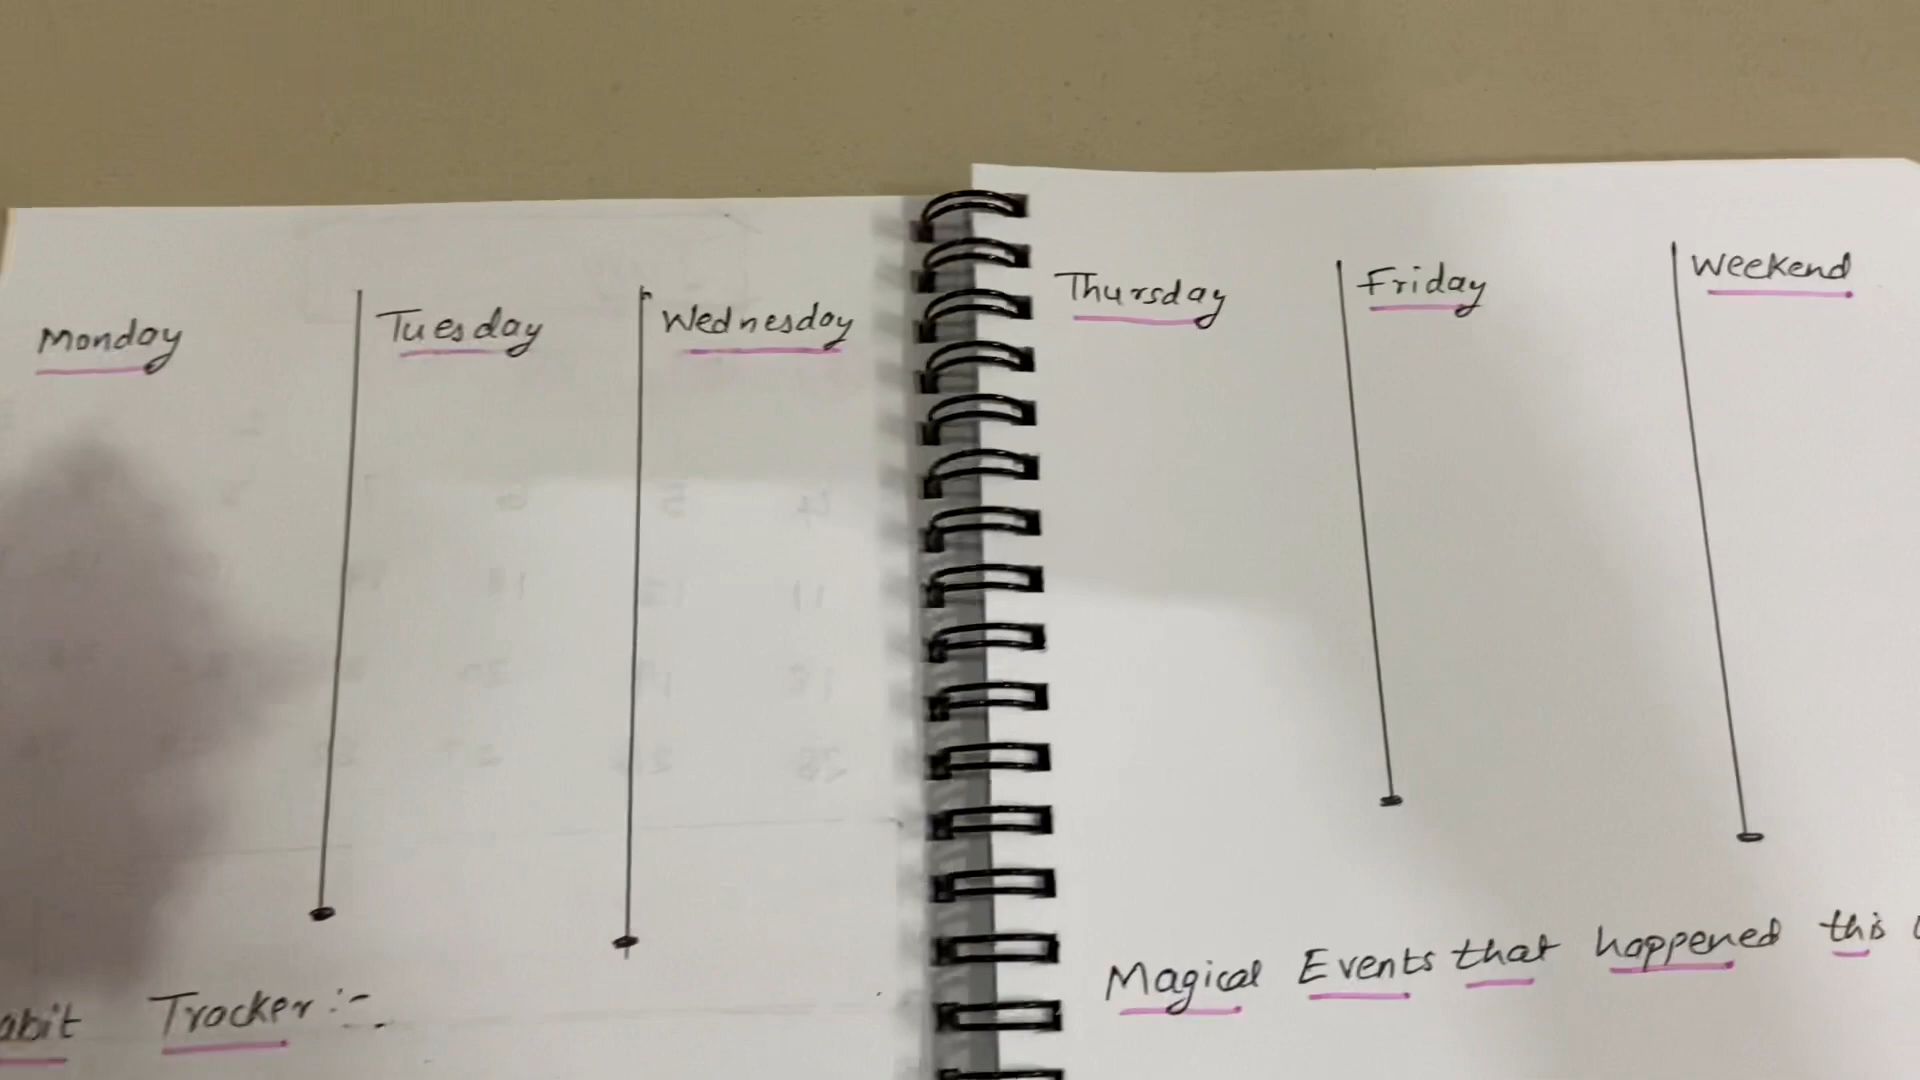 Monday Tuesday Wednesday
Tracker :-
Thursday Friday Weekend
Magical Events that happened this